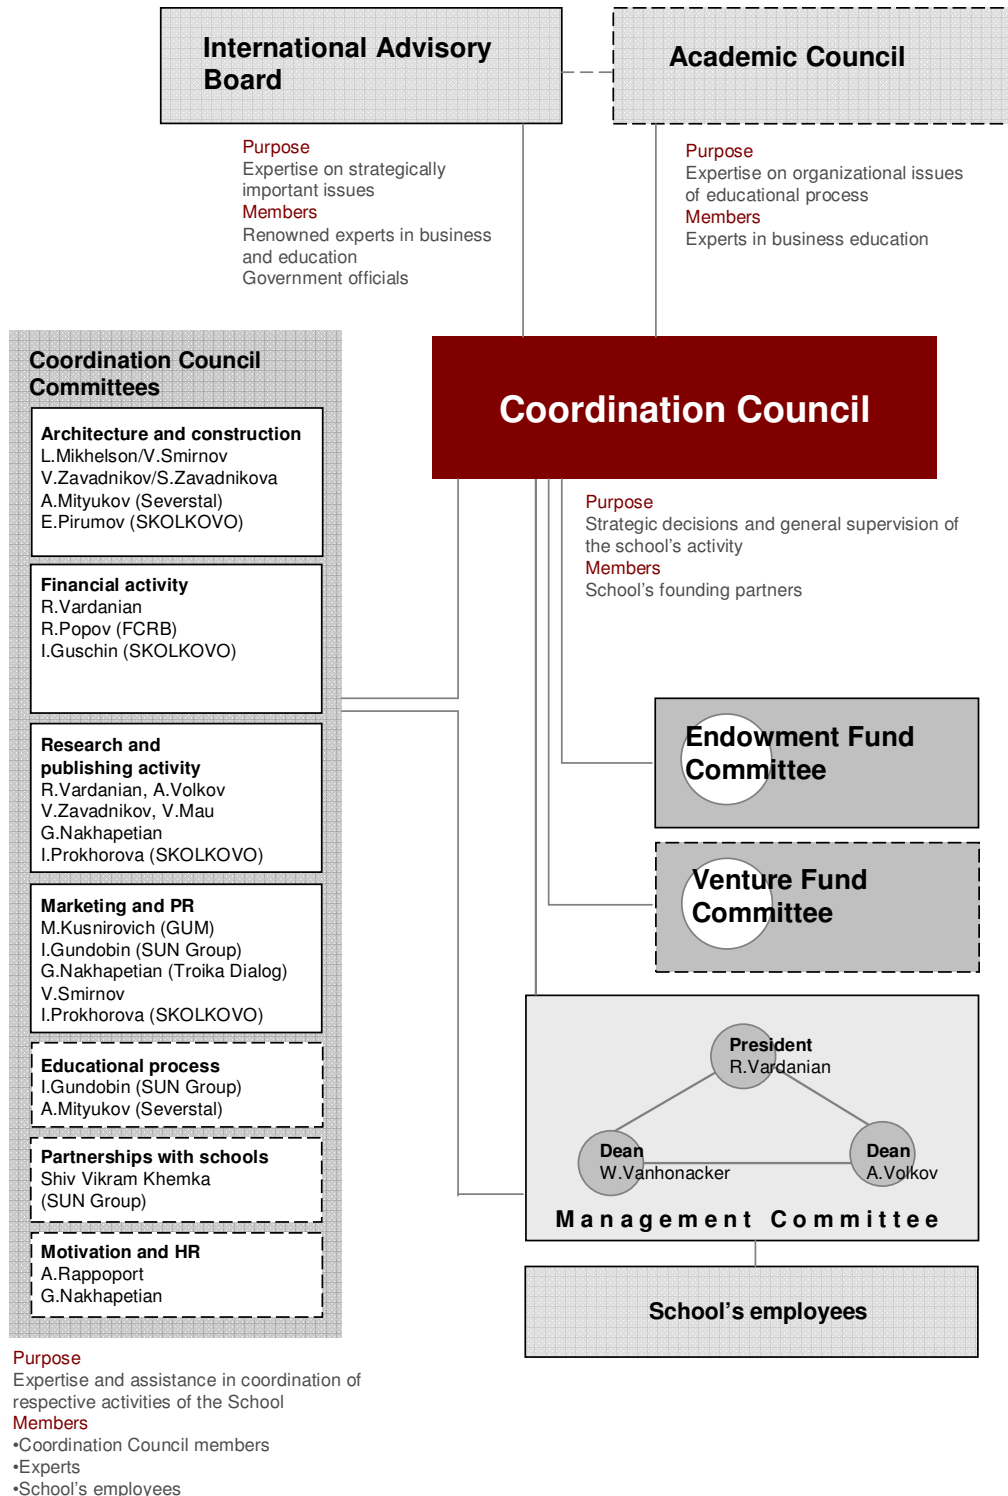 International Advisory
Board
Academic Council
Purpose
Expertise on strategically
important issues
Members
Renowned experts in business
and education
Government officials
Purpose
Expertise on organizational issues
of educational process
Members
Experts in business education
Coordination Council
Committees
Architecture and construction
L.Mikhelson/V.Smirnov
V.Zavadnikov/S.Zavadnikova
A.Mityukov (Severstal)
E.Pirumov (SKOLKOVO)
Financial activity
R.Vardanian
R.Popov (FCRB)
I.Guschin (SKOLKOVO)
Research and
publishing activity
R.Vardanian, A.Volkov
V.Zavadnikov, V.Mau
G.Nakhapetian
I.Prokhorova (SKOLKOVO)
Marketing and PR
M.Kusnirovich (GUM)
I.Gundobin (SUN Group)
G.Nakhapetian (Troika Dialog)
V.Smirnov
I.Prokhorova (SKOLKOVO)
Educational process
I.Gundobin (SUN Group)
A.Mityukov (Severstal)
Partnerships with schools
Shiv Vikram Khemka
(SUN Group)
Motivation and HR
A.Rappoport
G.Nakhapetian
Purpose
Expertise and assistance in coordination of
respective activities of the School
Members
•Coordination Council members
•Experts
•School's employees
Coordination Council
Purpose
Strategic decisions and general supervision of
the school's activity
Members
School's founding partners
Endowment Fund
Committee
Venture Fund
Committee
President
R.Vardanian
Dean
W.Vanhonacker
Dean
A.Volkov
Management Committee
School's employees